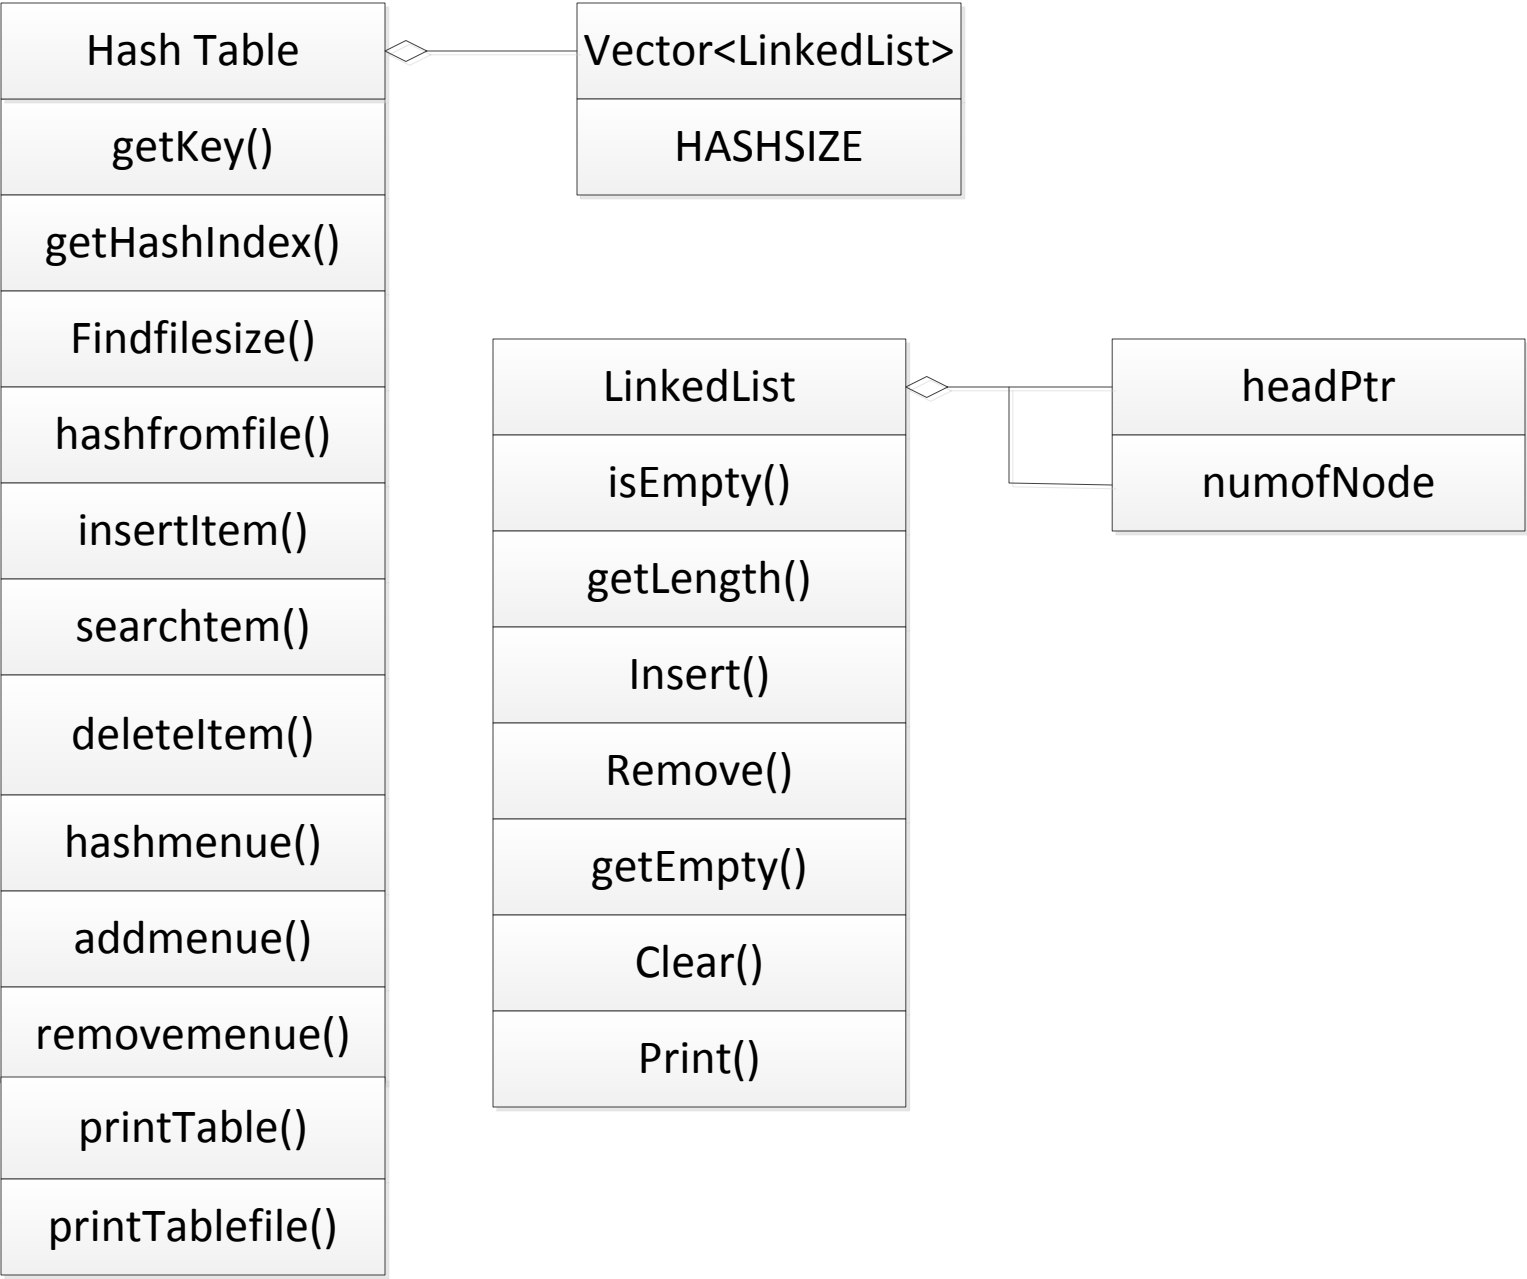 Hash Table
getKey()
getHashIndex()
Findfilesize()
hashfromfile()
insertItem()
searchtem()
deleteItem()
hashmenue()
addmenue()
removemenue()
printTable()
printTablefile()
Vector<LinkedList>
HASHSIZE
LinkedList
isEmpty()
getLength()
Insert()
Remove()
getEmpty()
Clear()
Print()
headPtr
numofNode